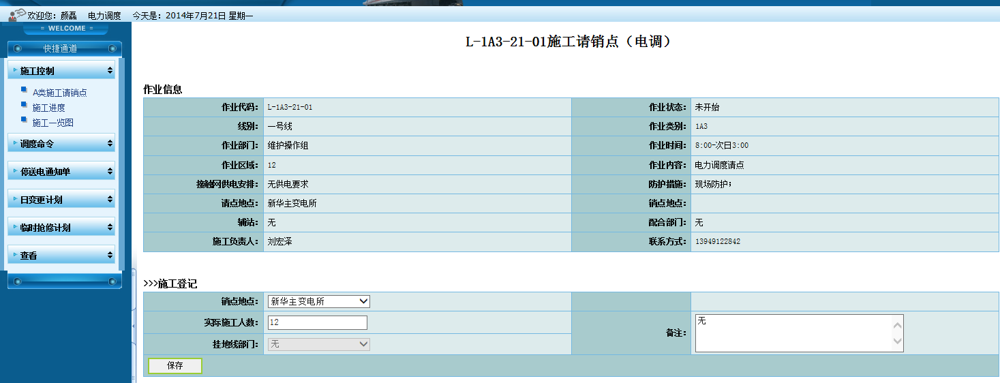 欢迎您：颜磊 电力调度 今天是：2014年7月21日 星期一
= WELCOME =
快捷通道
施工控制
A类施工请销点
施工进度
施工一览图
调度命令
停送电通知单
日变更计划
临时抢修计划
查看
L-1A3-21-01施工请销点（电调）
作业信息
作业代码： L-1A3-21-01 作业状态： 未开始
线别： 一号线 作业类别： 1A3
作业部门： 维护操作组 作业时间： 8:00-次日3:00
作业区域： 12 作业内容： 电力调度请点
接触网供电安排： 无供电要求 防护措施： 现场防护；
请点地点： 新华主变电所 销点地点：
辅站： 无 配合部门： 无
施工负责人： 刘宏泽 联系方式： 13949122842
>>>施工登记
销点地点： 新华主变电所
实际施工人数： 12
备注： 无
挂地线部门： 无
保存